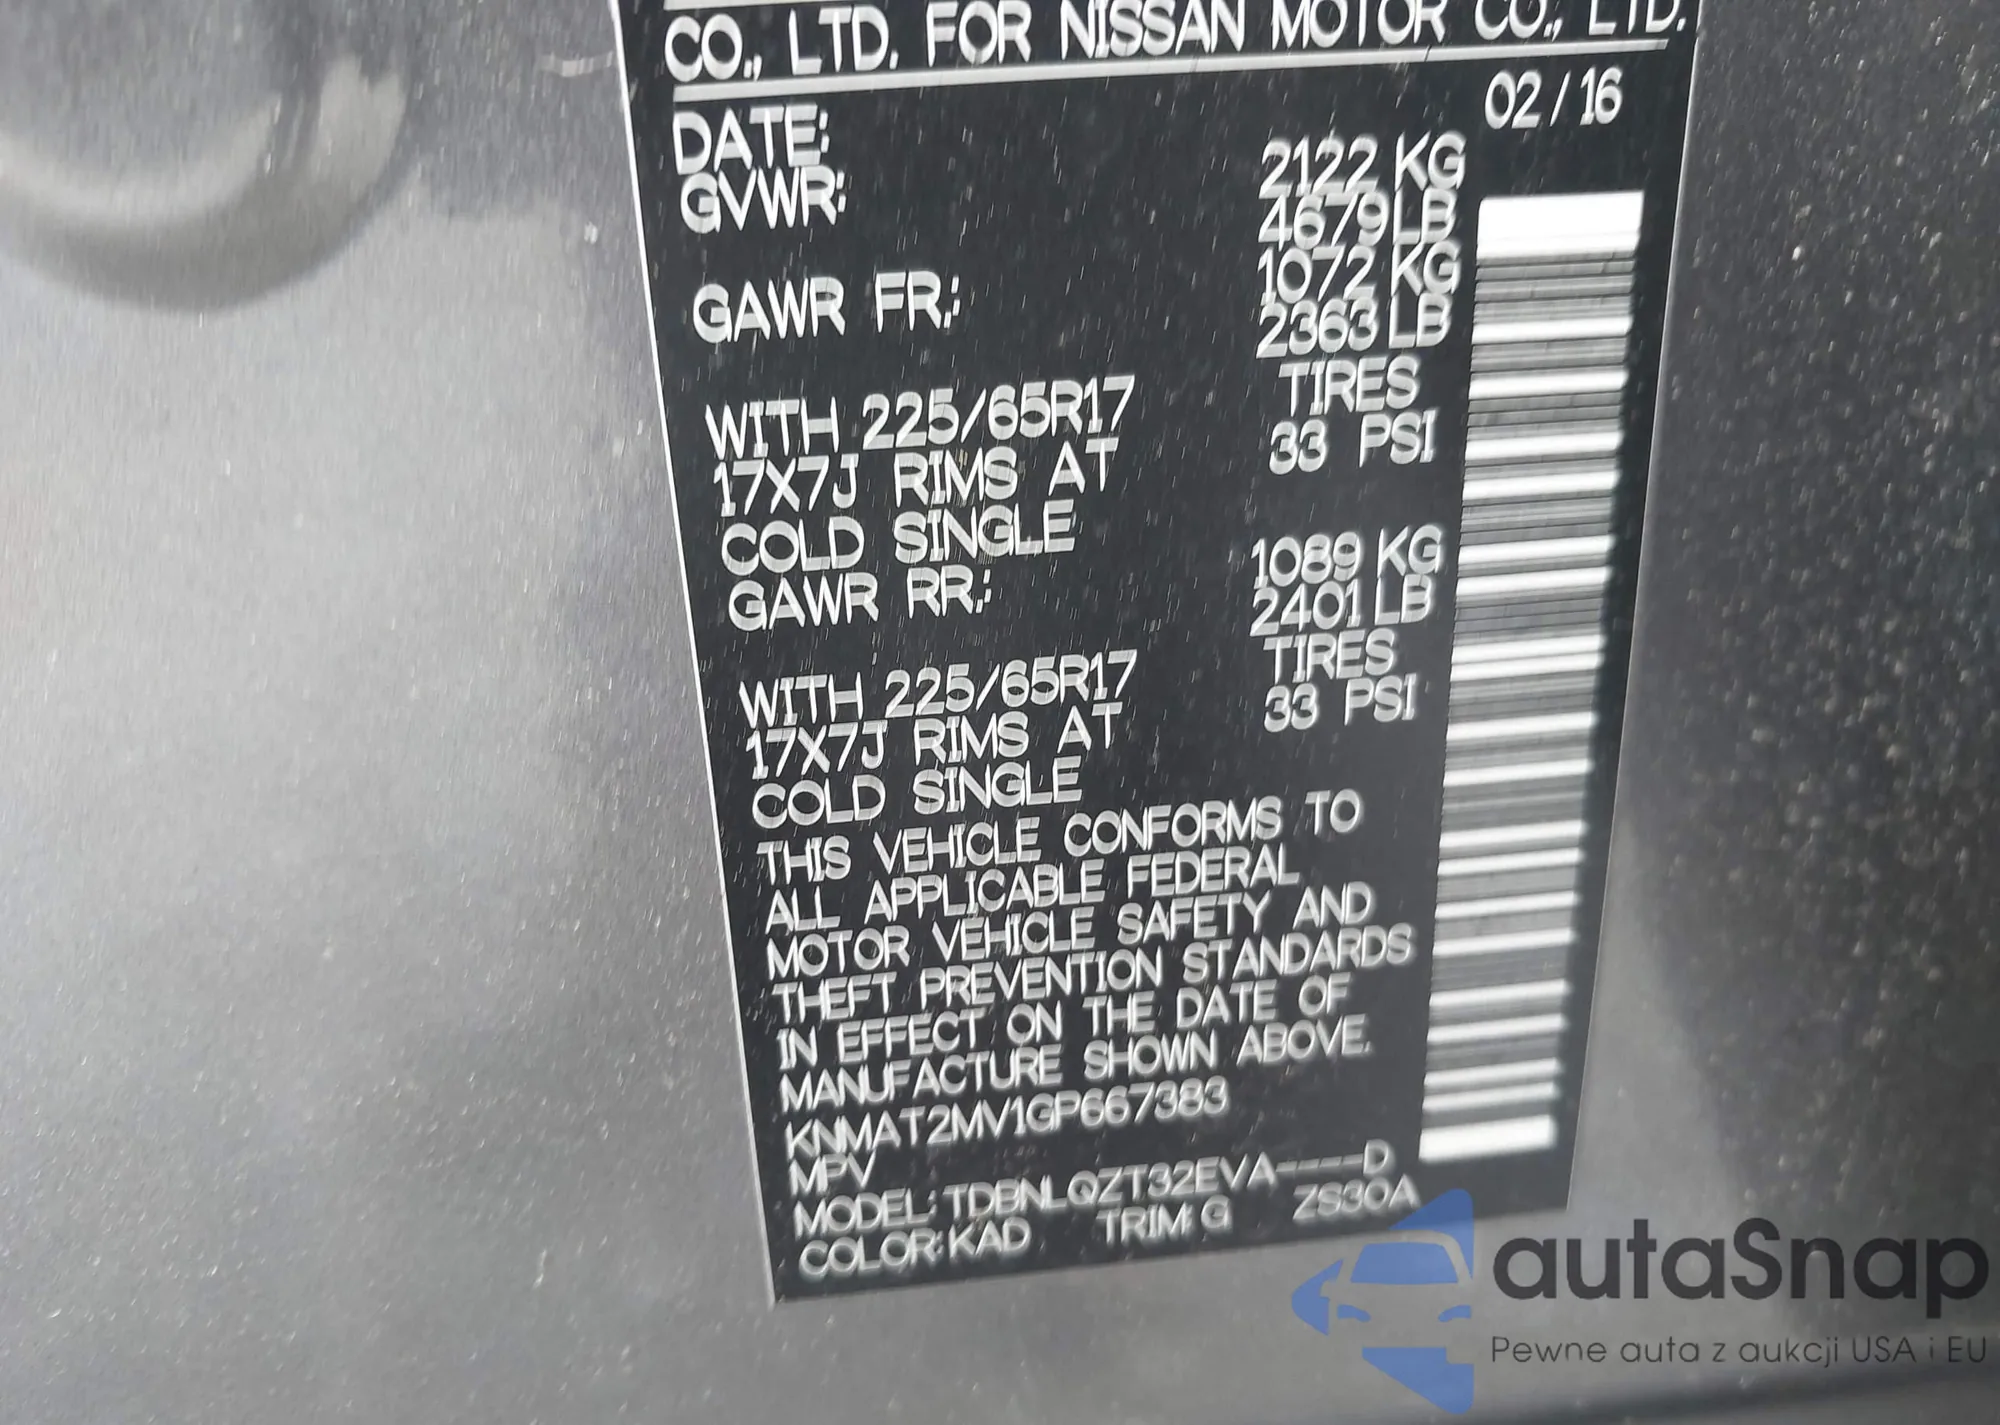 CO., LTD. FOR NISSAN MOTOR CO., LTD.
02/16
DATE:
GVWR: 2122 KG
4679 LB
GAWR FR.: 1072 KG
2363 LB
WITH 225/65R17 TIRES
17X7J RIMS AT 33 PSI
COLD SINGLE
GAWR RR.: 1089 KG
2401 LB
WITH 225/65R17 TIRES
17X7J RIMS AT 33 PSI
COLD SINGLE
THIS VEHICLE CONFORMS TO
ALL APPLICABLE FEDERAL
MOTOR VEHICLE SAFETY AND
THEFT PREVENTION STANDARDS
IN EFFECT ON THE DATE OF
MANUFACTURE SHOWN ABOVE.
KNMAT2MV1GP667383
MPV
MODEL: TDBNLQZT32EVA----D
COLOR: KAD TRIM: G ZS30A
autaSnap
Pewne auta z aukcji USA i EU